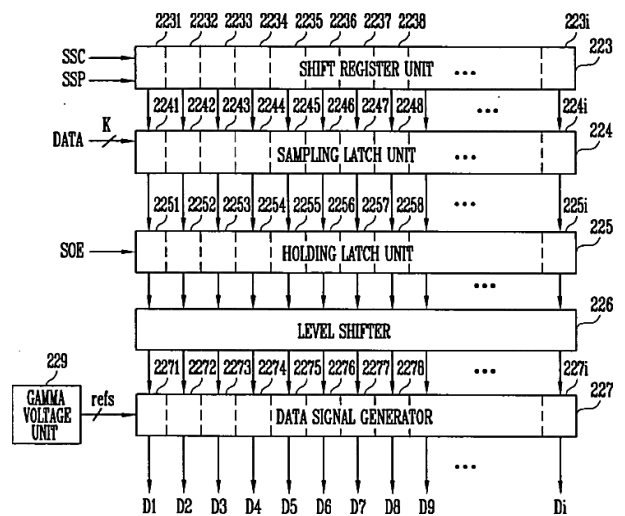 2231 2232 2233 2234 2235 2236 2237 2238 223i
SSC
SSP
SHIFT REGISTER UNIT ... 223
2241 2242 2243 2244 2245 2246 2247 2248 ... 224i
K
DATA
SAMPLING LATCH UNIT ... 224
2251 2252 2253 2254 2255 2256 2257 2258 ... 225i
SOE
HOLDING LATCH UNIT 225
...
LEVEL SHIFTER 226
2271 2272 2273 2274 2275 2276 2277 2278 ... 227i
229
GAMMA
VOLTAGE
UNIT
refs
DATA SIGNAL GENERATOR 227
...
D1 D2 D3 D4 D5 D6 D7 D8 D9 Di